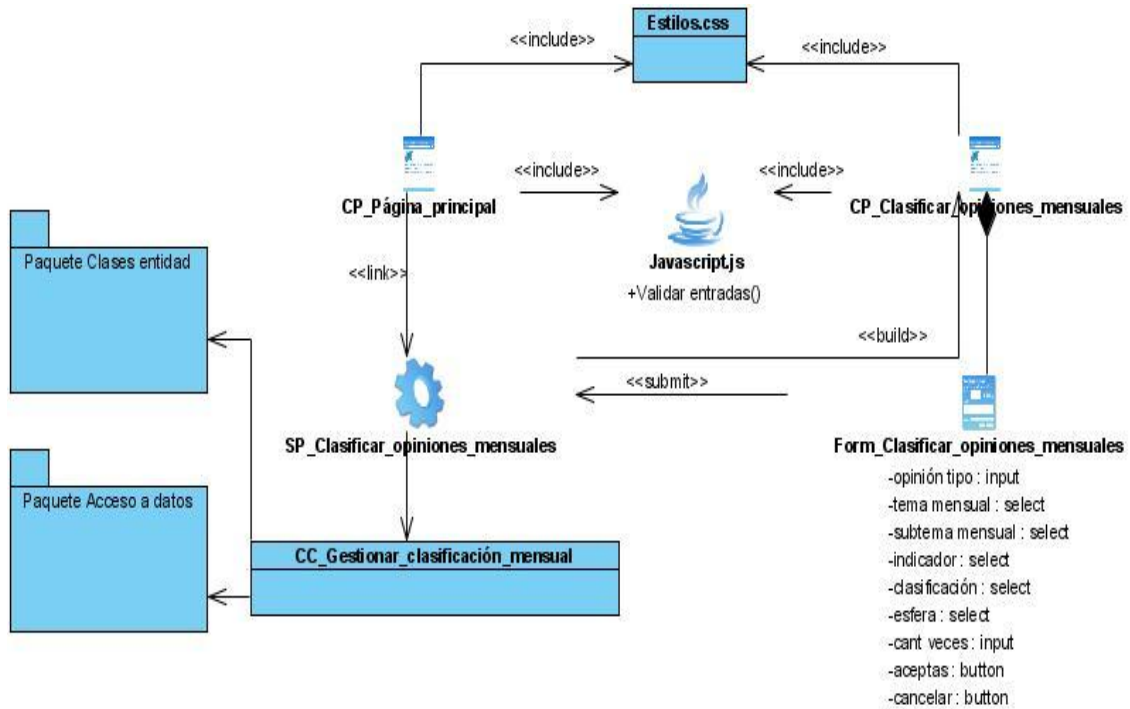 Estilos.css
<<include>>
<<include>>
<<include>>
<<include>>
CP_Página_principal
CP_Clasificar_opiniones_mensuales
Paquete Clases entidad
<<link>>
Javascript.js
+Validar entradas()
<<build>>
<<submit>>
SP_Clasificar_opiniones_mensuales
Form_Clasificar_opiniones_mensuales
-opinión tipo : input
-tema mensual : select
-subtema mensual : select
-indicador : select
-clasificación : select
-esfera : select
-cant veces : input
-aceptas : button
-cancelar : button
Paquete Acceso a datos
CC_Gestionar_clasificación_mensual